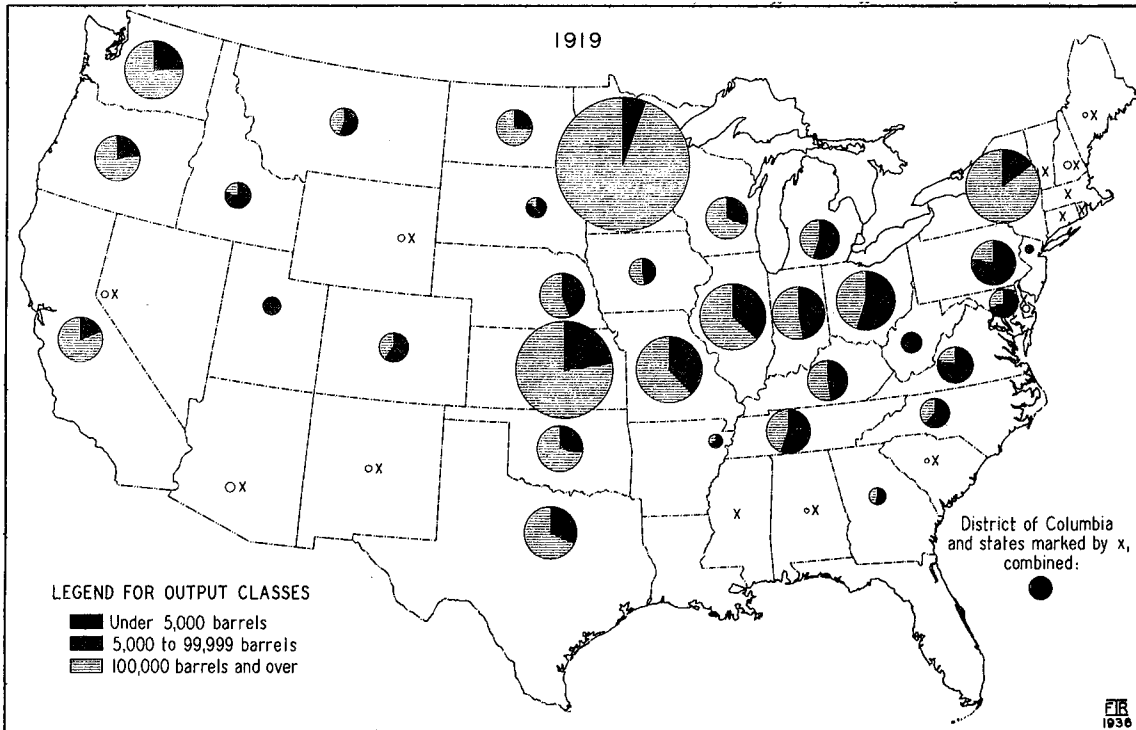 1919
X
X
X
X
X
X
X
X
X
X
X
X
X
X
LEGEND FOR OUTPUT CLASSES
Under 5,000 barrels
5,000 to 99,999 barrels
100,000 barrels and over
District of Columbia
and states marked by x,
combined:
FTR
1936